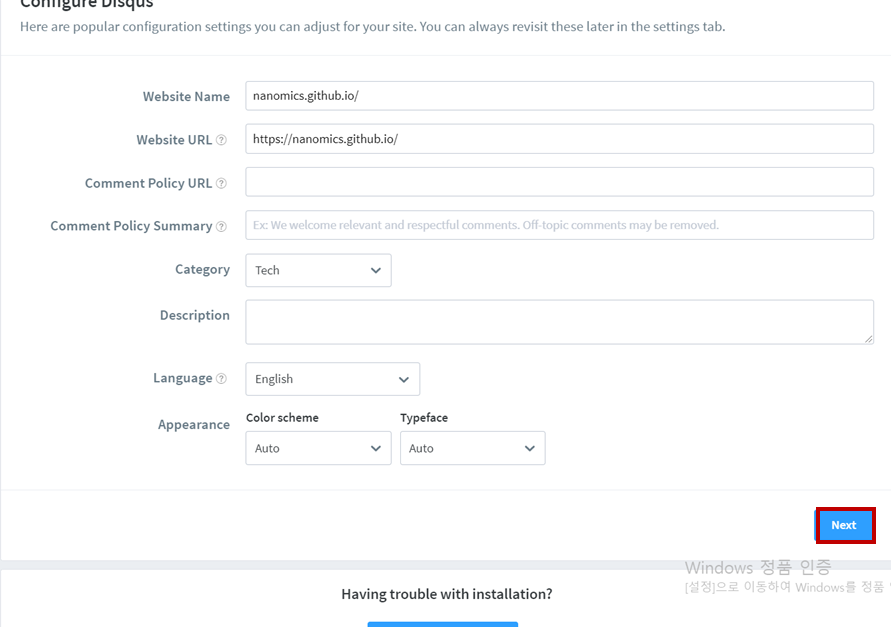 Configure Disqus
Here are popular configuration settings you can adjust for your site. You can always revisit these later in the settings tab.
Website Name
nanomics.github.io/
Website URL ?
https://nanomics.github.io/
Comment Policy URL ?
Comment Policy Summary ?
Ex: We welcome relevant and respectful comments. Off-topic comments may be removed.
Category
Tech
Description
Language ?
English
Appearance
Color scheme
Typeface
Auto
Auto
Next
Windows 정품 인증
[설정]으로 이동하여 Windows를 정품
Having trouble with installation?